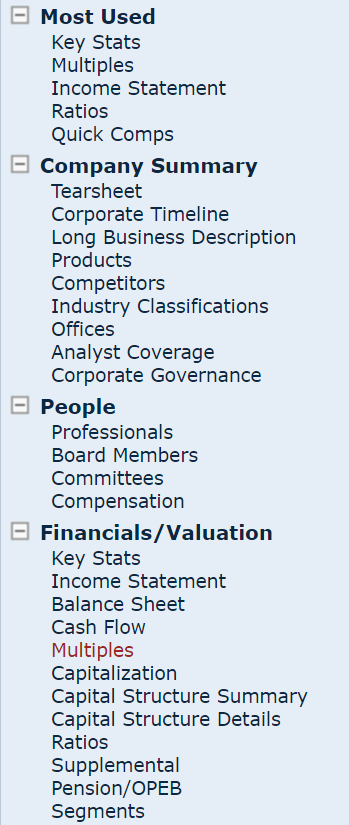 Most Used
Key Stats
Multiples
Income Statement
Ratios
Quick Comps
Company Summary
Tearsheet
Corporate Timeline
Long Business Description
Products
Competitors
Industry Classifications
Offices
Analyst Coverage
Corporate Governance
People
Professionals
Board Members
Committees
Compensation
Financials/Valuation
Key Stats
Income Statement
Balance Sheet
Cash Flow
Multiples
Capitalization
Capital Structure Summary
Capital Structure Details
Ratios
Supplemental
Pension/OPEB
Segments